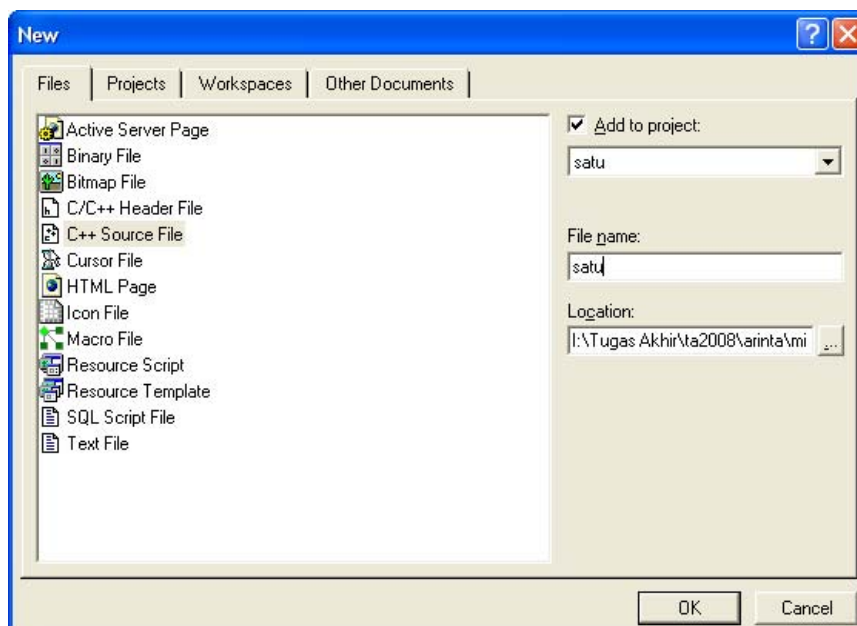 New
Files Projects Workspaces Other Documents
Active Server Page
Binary File
Bitmap File
C/C++ Header File
C++ Source File
Cursor File
HTML Page
Icon File
Macro File
Resource Script
Resource Template
SQL Script File
Text File
Add to project:
satu
File name:
satu
Location:
I:\Tugas Akhir\ta2008\arinta\mi
...
OK Cancel